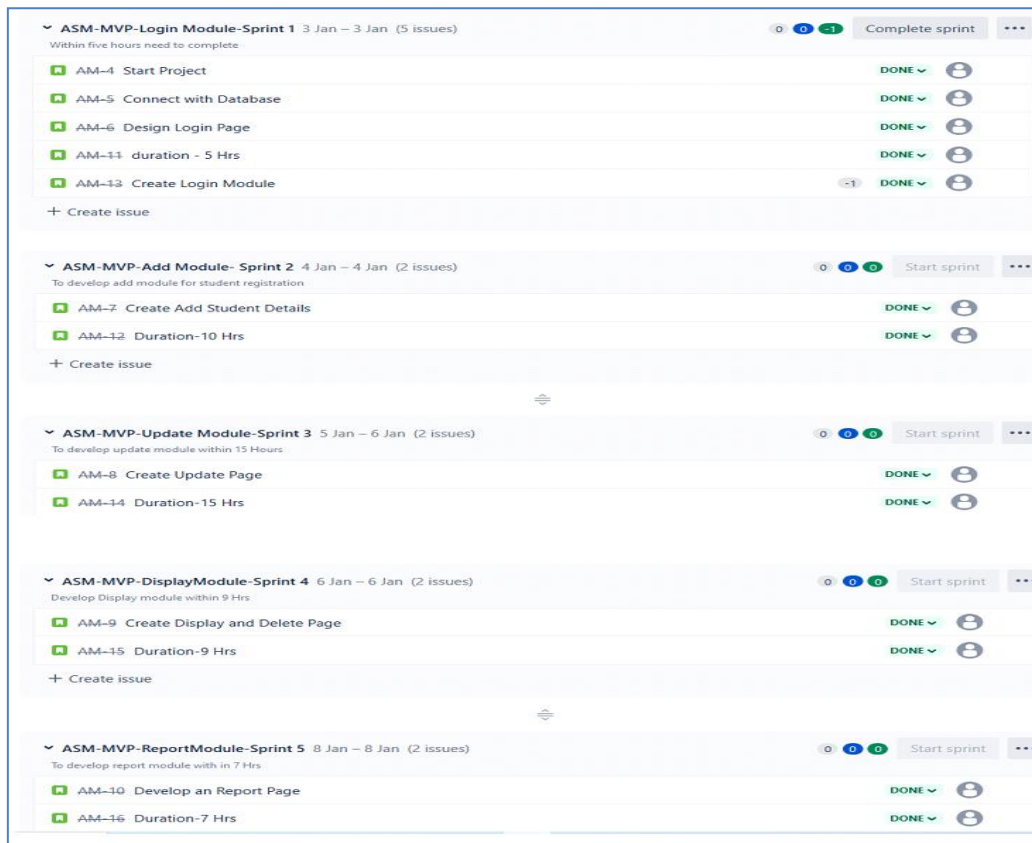 ASM-MVP-Login Module-Sprint 1 3 Jan – 3 Jan (5 issues) 0 0 -1 Complete sprint
Within five hours need to complete
AM-4 Start Project DONE
AM-5 Connect with Database DONE
AM-6 Design Login Page DONE
AM-11 duration - 5 Hrs DONE
AM-13 Create Login Module -1 DONE
+ Create issue
ASM-MVP-Add Module- Sprint 2 4 Jan – 4 Jan (2 issues) 0 0 0 Start sprint
To develop add module for student registration
AM-7 Create Add Student Details DONE
AM-12 Duration-10 Hrs DONE
+ Create issue
ASM-MVP-Update Module-Sprint 3 5 Jan – 6 Jan (2 issues) 0 0 0 Start sprint
To develop update module within 15 Hours
AM-8 Create Update Page DONE
AM-14 Duration-15 Hrs DONE
ASM-MVP-DisplayModule-Sprint 4 6 Jan – 6 Jan (2 issues) 0 0 0 Start sprint
Develop Display module within 9 Hrs
AM-9 Create Display and Delete Page DONE
AM-15 Duration-9 Hrs DONE
+ Create issue
ASM-MVP-ReportModule-Sprint 5 8 Jan – 8 Jan (2 issues) 0 0 0 Start sprint
To develop report module with in 7 Hrs
AM-10 Develop an Report Page DONE
AM-16 Duration-7 Hrs DONE